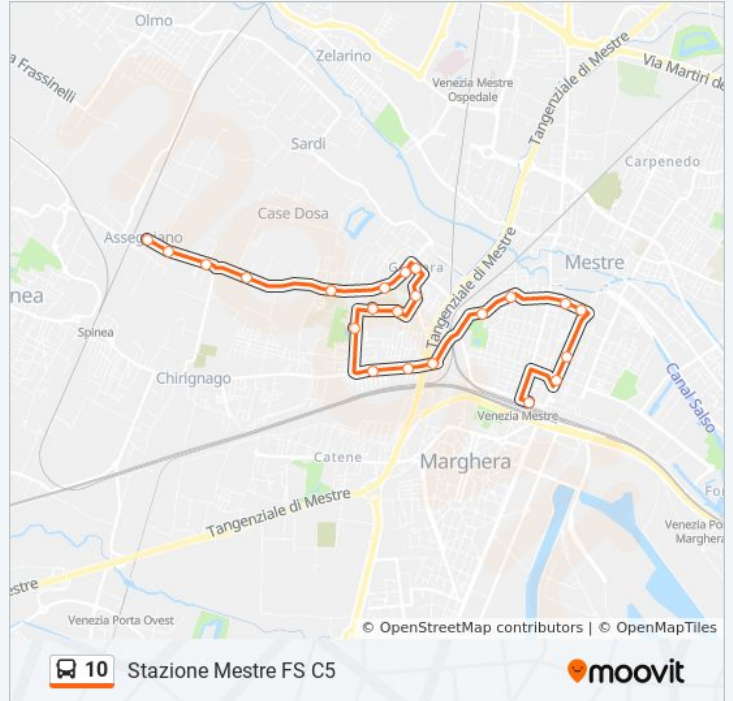 Olmo
a Frassinelli
Zelarino
Tangenziale di Mestre
Via Martiri de
Venezia Mestre
Ospedale
Sardi
Carpenedo
Case Dosa
Asseggiano
Gazzera
Mestre
Tangenziale di Mestre
nea
Spinea
Chirignago
Canal Salso
Venezia Mestre
Catene
Marghera
Tangenziale di Mestre
For
Venezia Po
Marghera
estre
Venezia Porta Ovest
© OpenStreetMap contributors | © OpenMapTiles
10 Stazione Mestre FS C5
moovit